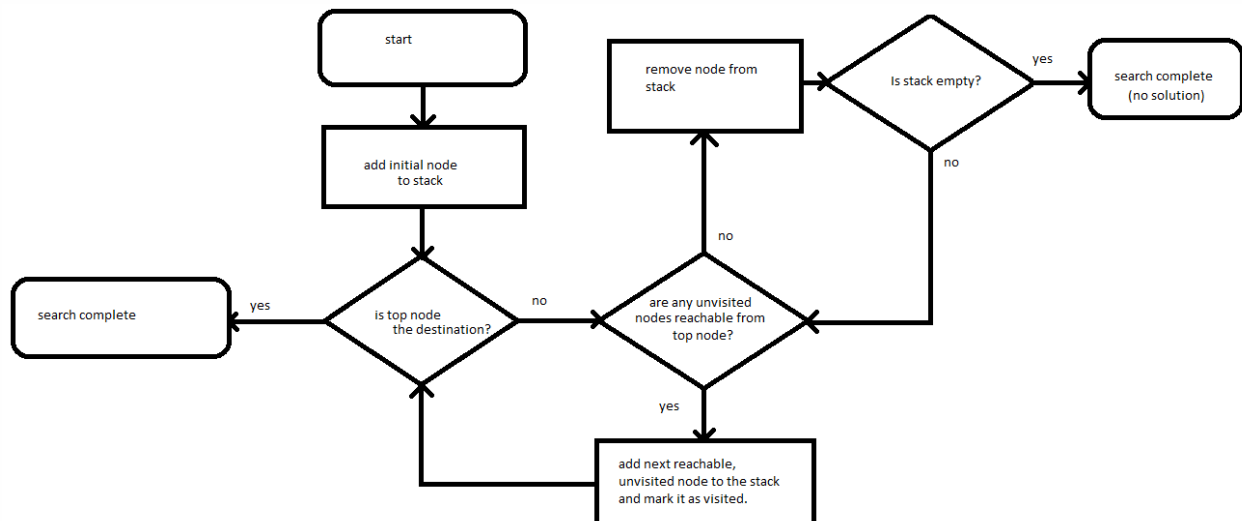 start
add initial node
to stack
is top node
the destination?
yes
search complete
no
are any unvisited
nodes reachable from
top node?
no
remove node from
stack
Is stack empty?
yes
search complete
(no solution)
no
yes
add next reachable,
unvisited node to the stack
and mark it as visited.